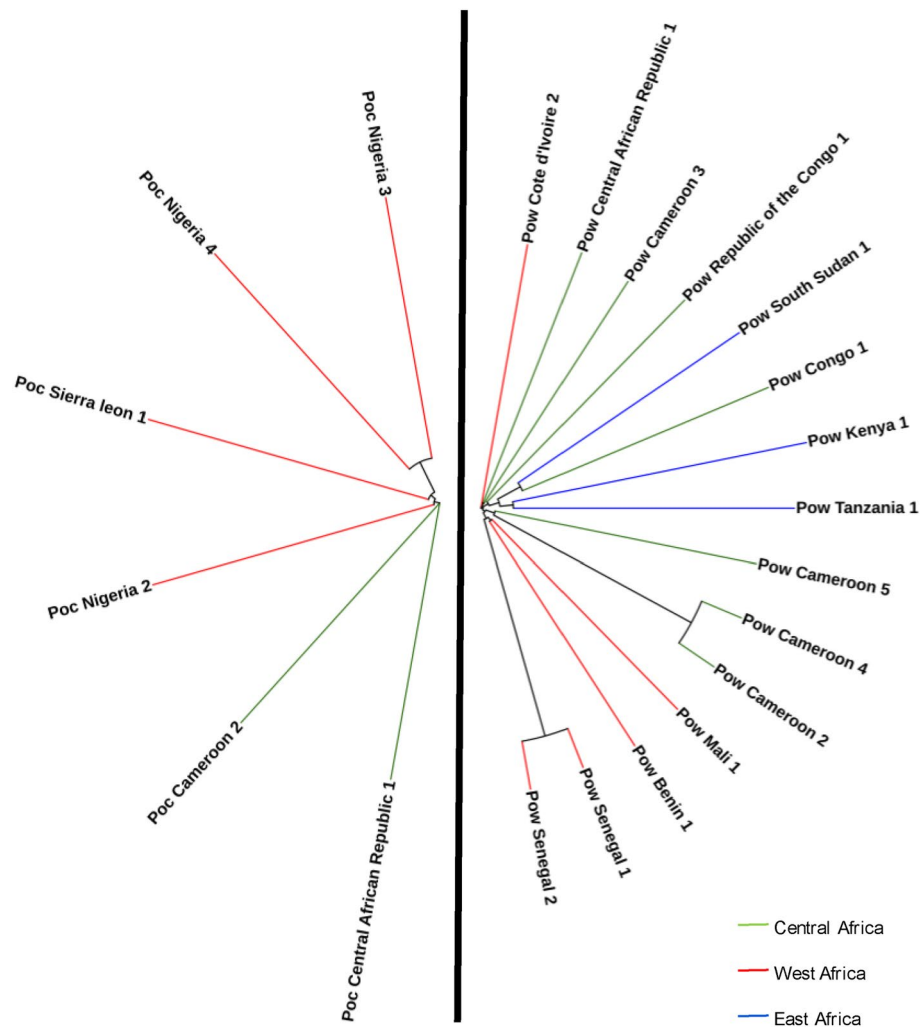 Poc Nigeria 3
Poc Nigeria 4
Poc Sierra leon 1
Poc Nigeria 2
Poc Cameroon 2
Poc Central African Republic 1
Pow Cote d'Ivoire 2
Pow Central African Republic 1
Pow Cameroon 3
Pow Republic of the Congo 1
Pow South Sudan 1
Pow Congo 1
Pow Kenya 1
Pow Tanzania 1
Pow Cameroon 5
Pow Cameroon 4
Pow Cameroon 2
Pow Mali 1
Pow Benin 1
Pow Senegal 1
Pow Senegal 2
Central Africa
West Africa
East Africa